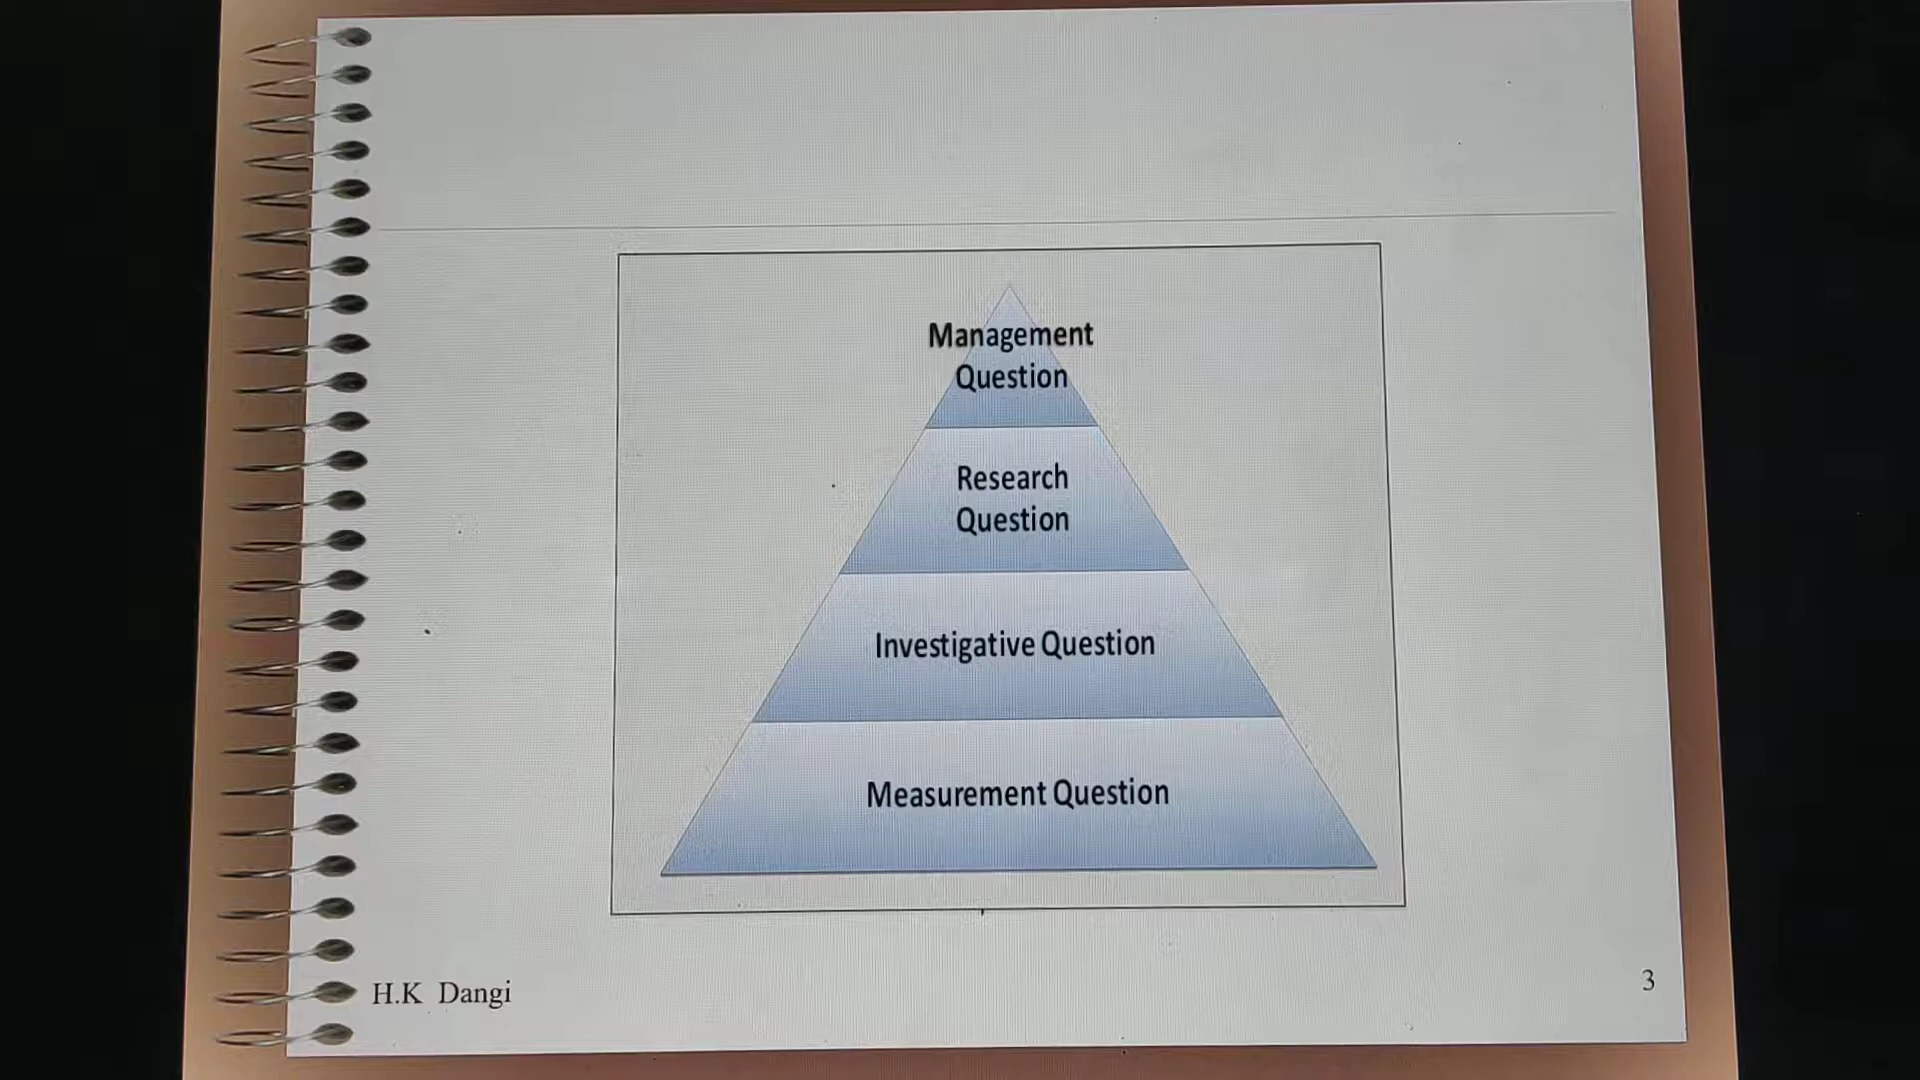 Management
Question
Research
Question
Investigative Question
Measurement Question
H.K Dangi
3